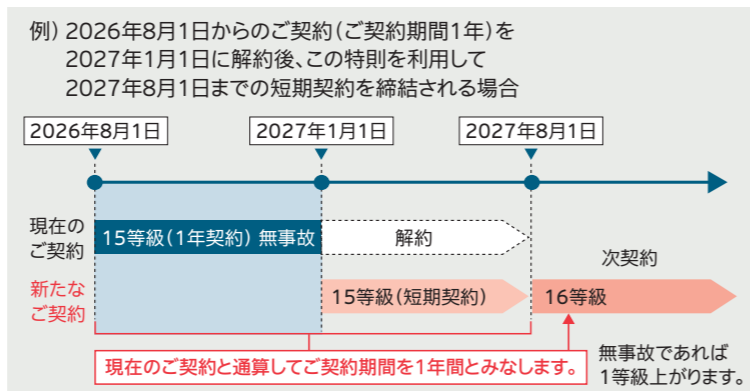 例）2026年8月1日からのご契約（ご契約期間1年）を
2027年1月1日に解約後、この特則を利用して
2027年8月1日までの短期契約を締結される場合
2026年8月1日
2027年1月1日
2027年8月1日
現在の
ご契約
15等級（1年契約）無事故
解約
次契約
新たな
ご契約
15等級（短期契約）
16等級
現在のご契約と通算してご契約期間を1年間とみなします。
無事故であれば
1等級上がります。